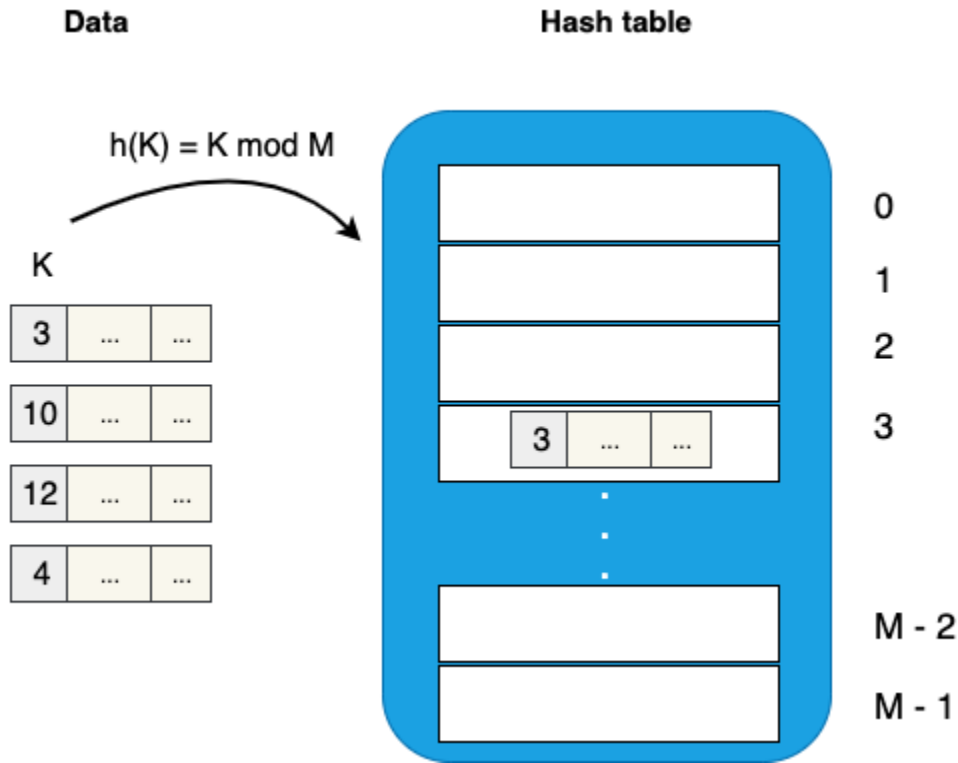 Data
Hash table
h(K) = K mod M
K
3 ... ...
10 ... ...
12 ... ...
4 ... ...
0
1
2
3 ... ... 3
M - 2
M - 1